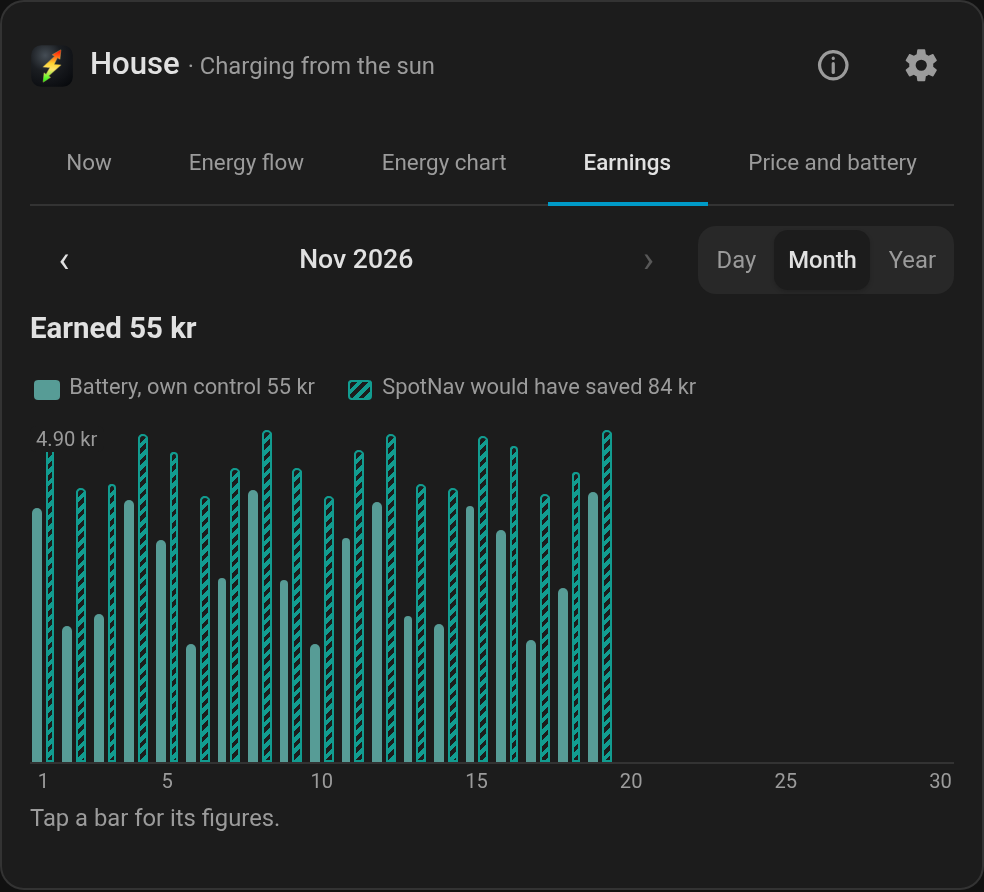 House · Charging from the sun
Now Energy flow Energy chart Earnings Price and battery
‹ Nov 2026 › Day Month Year
Earned 55 kr
Battery, own control 55 kr SpotNav would have saved 84 kr
4.90 kr
1 5 10 15 20 25 30
Tap a bar for its figures.